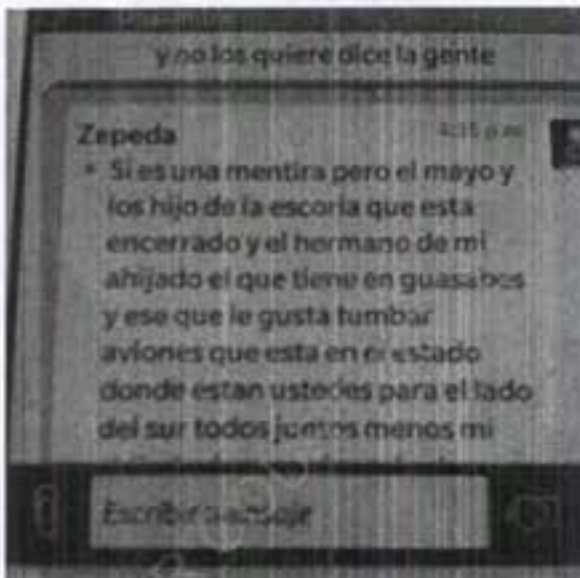 y no los quiere dice la gente
Zepeda
4:35 p.m.
* Si es una mentira pero el mayo y
los hijo de la escoria que esta
encerrado y el hermano de mi
ahijado el que tiene en guasabes
y ese que le gusta tumbar
aviones que esta en el estado
donde estan ustedes para el lado
del sur todos juntos menos mi
Escribir mensaje